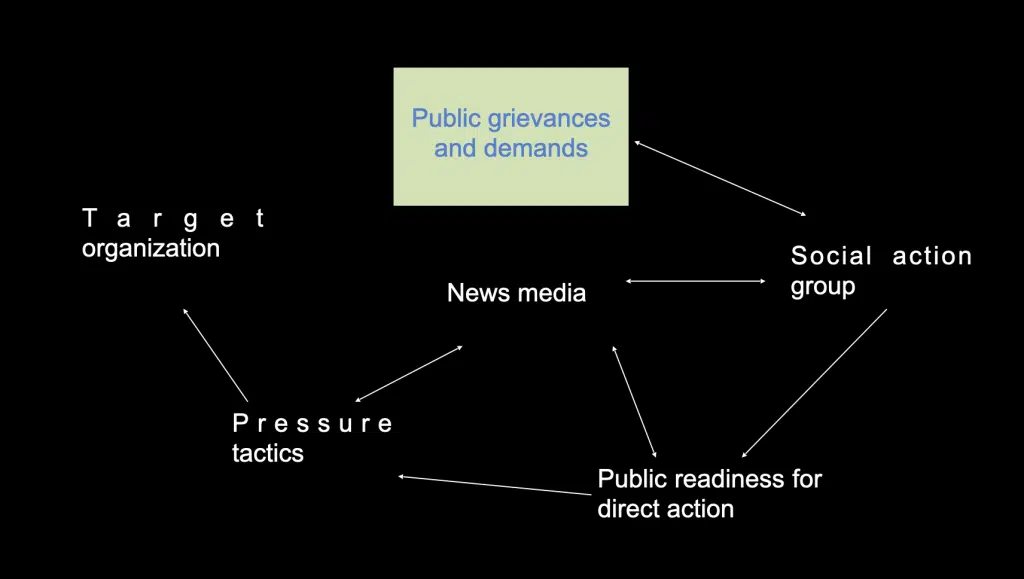 Public grievances
and demands
Target
organization
Social action
group
News media
Pressure
tactics
Public readiness for
direct action